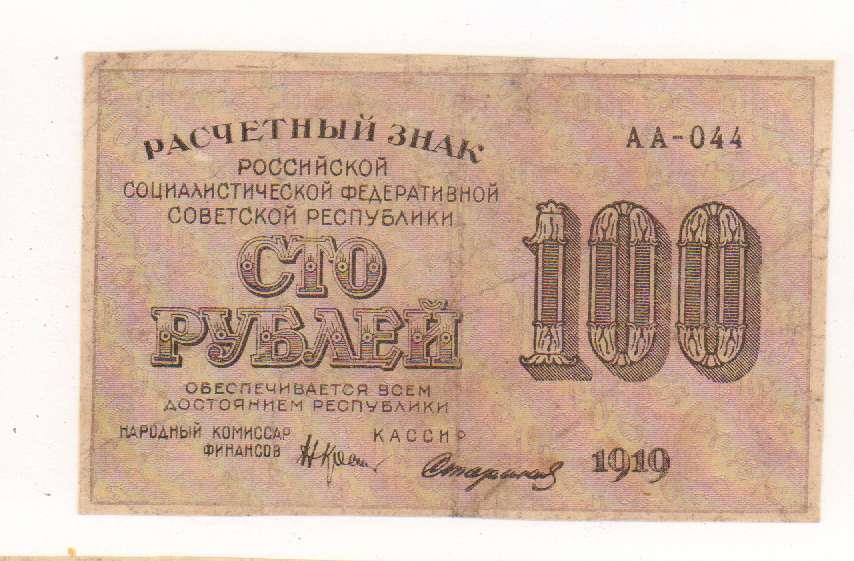 РАСЧЕТНЫЙ ЗНАК
РОССИЙСКОЙ
СОЦИАЛИСТИЧЕСКОЙ ФЕДЕРАТИВНОЙ
СОВЕТСКОЙ РЕСПУБЛИКИ
СТО
РУБЛЕЙ
ОБЕСПЕЧИВАЕТСЯ ВСЕМ
ДОСТОЯНИЕМ РЕСПУБЛИКИ
НАРОДНЫЙ КОМИССАР
ФИНАНСОВ
КАССИР
АА-044
100
1919